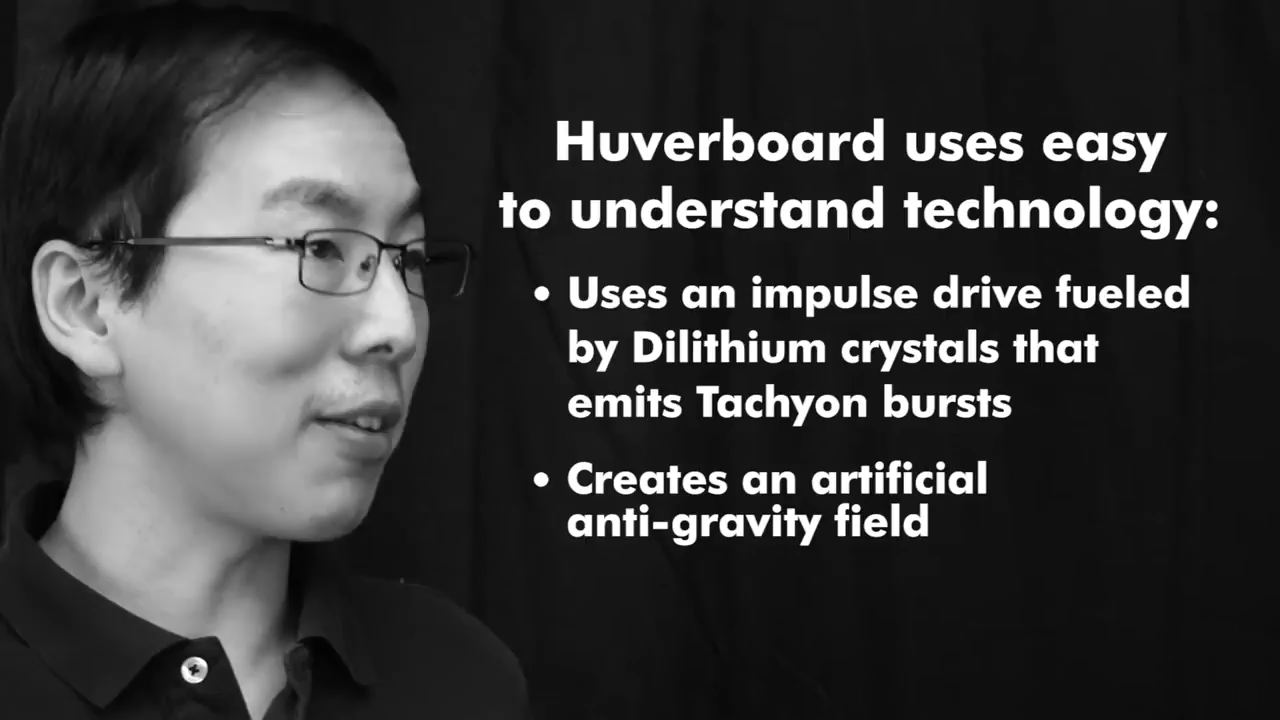 Huverboard uses easy
to understand technology:
• Uses an impulse drive fueled
by Dilithium crystals that
emits Tachyon bursts
• Creates an artificial
anti-gravity field